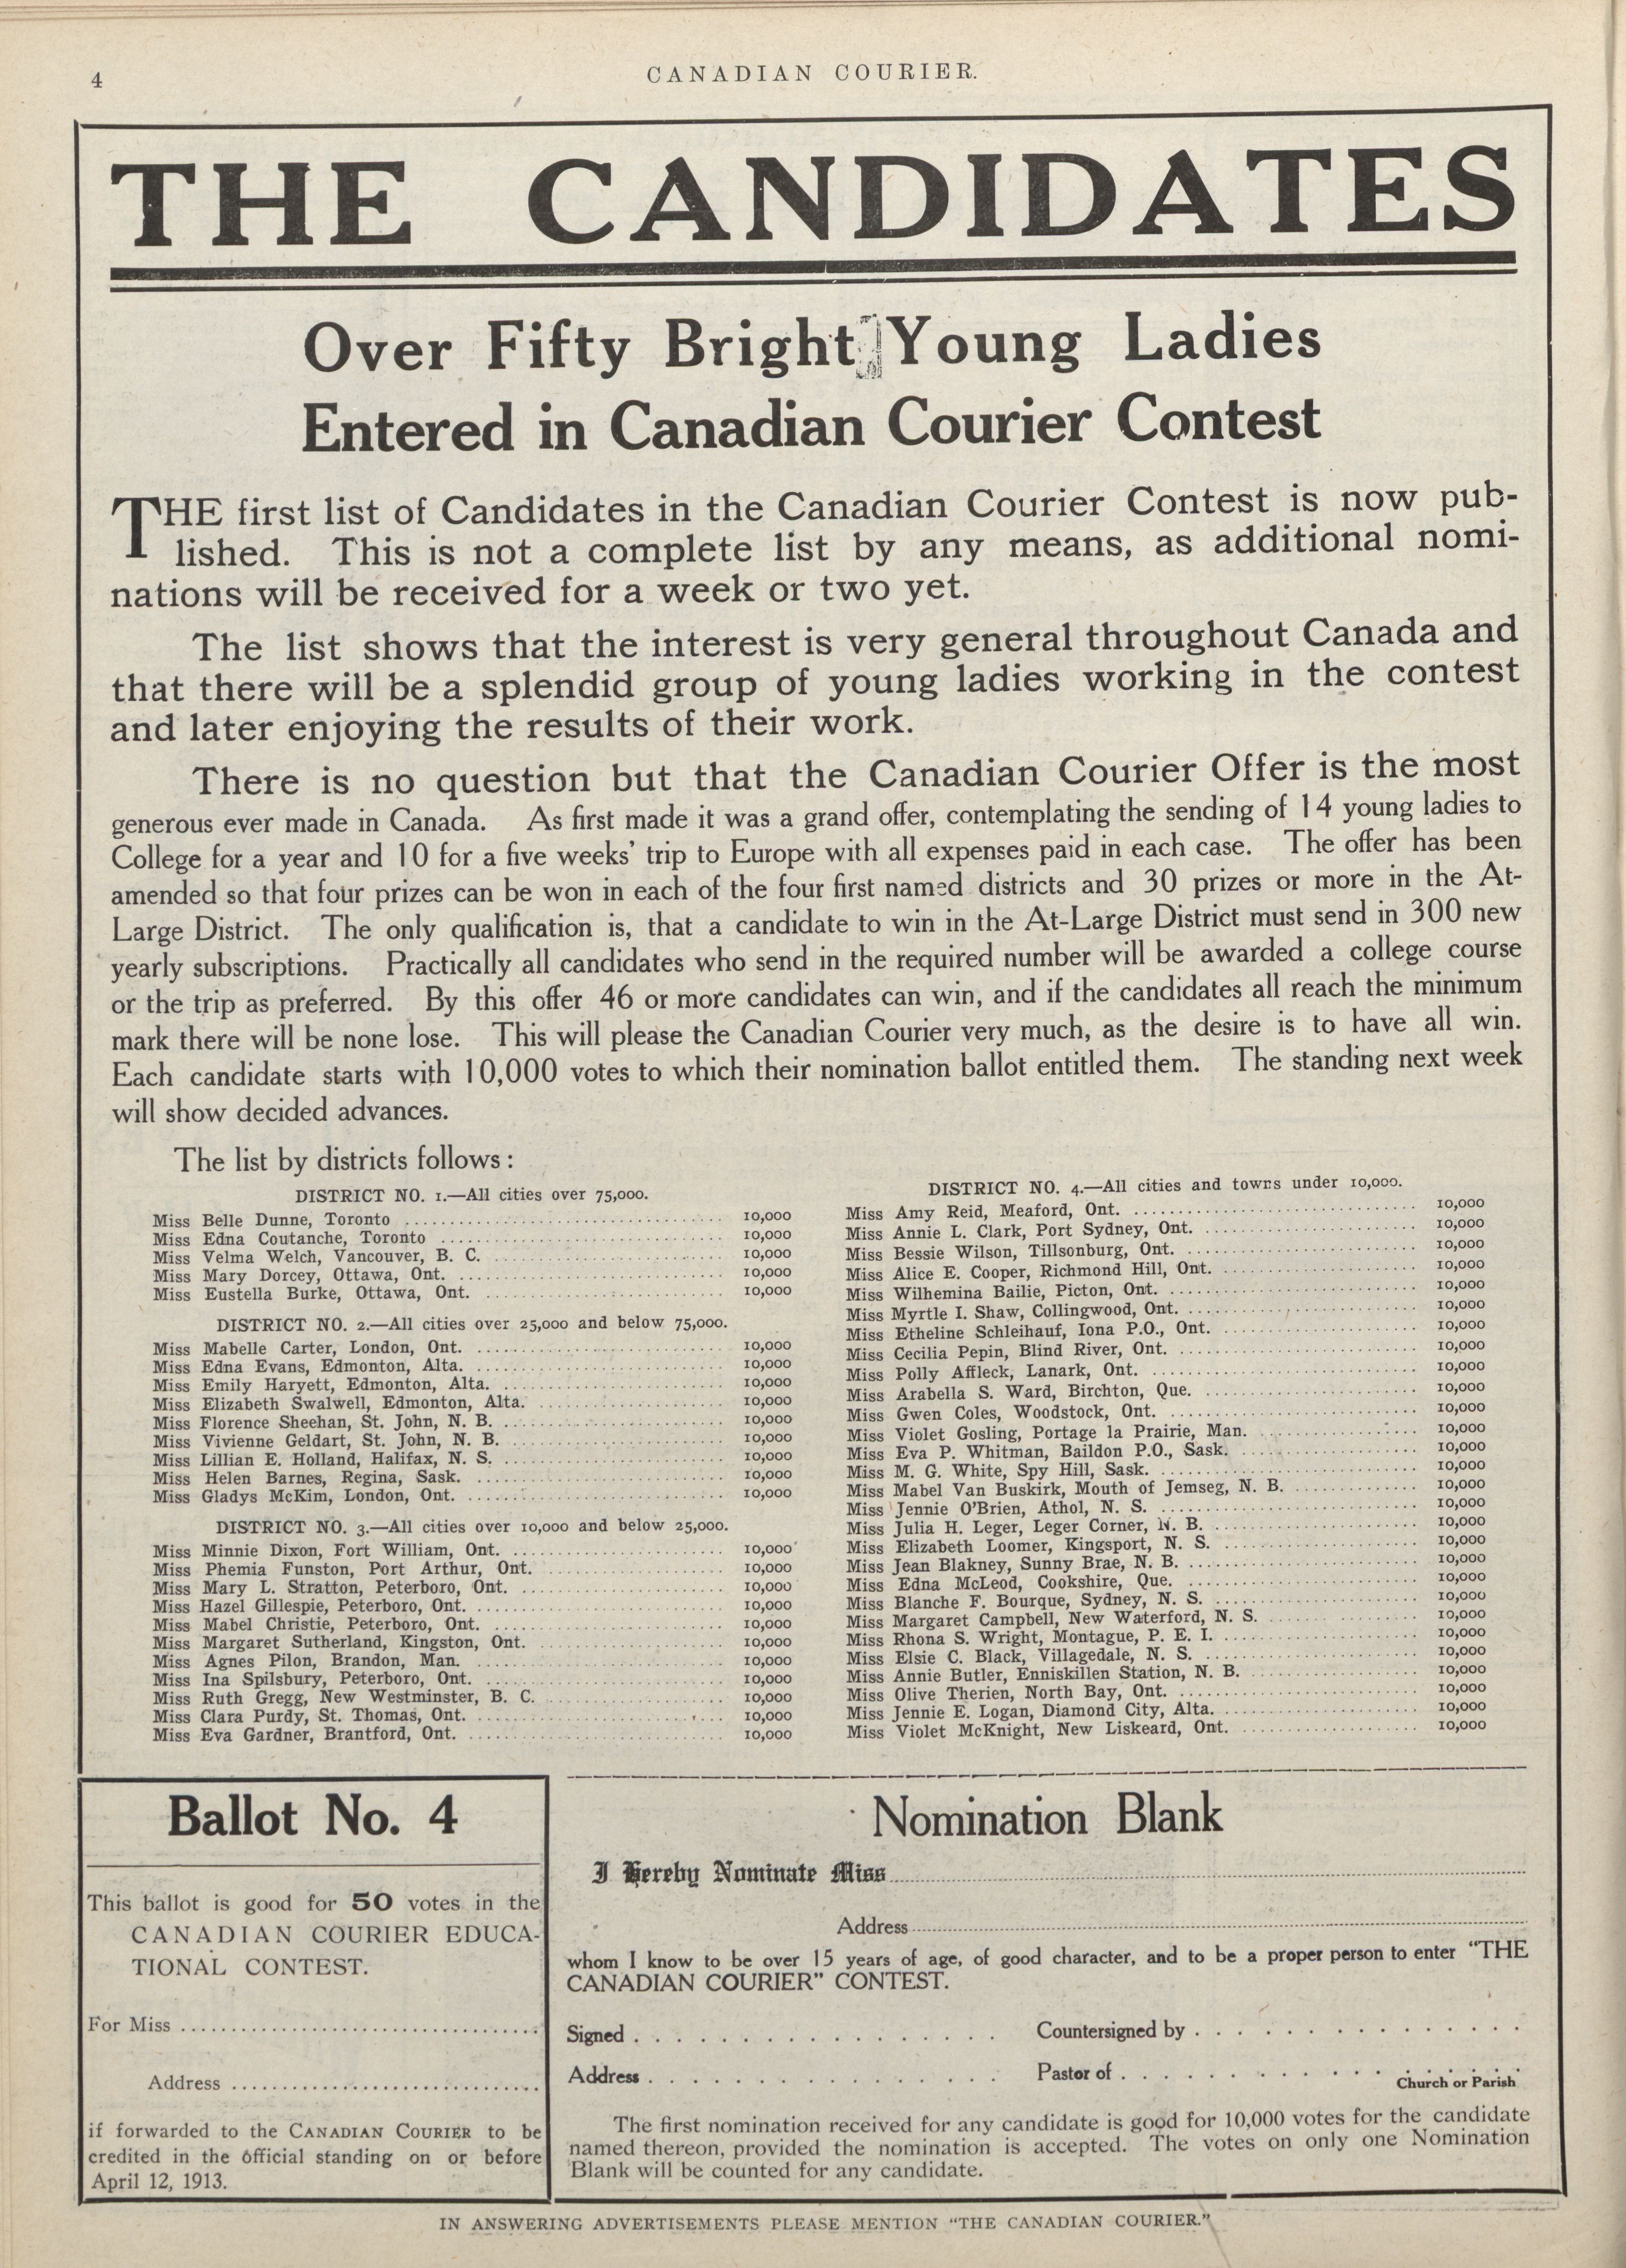 4
CANADIAN COURIER.
THE CANDIDATES
Over Fifty Bright Young Ladies
Entered in Canadian Courier Contest
THE first list of Candidates in the Canadian Courier Contest is now pub-
lished. This is not a complete list by any means, as additional nomi-
nations will be received for a week or two yet.
The list shows that the interest is very general throughout Canada and
that there will be a splendid group of young ladies working in the contest
and later enjoying the results of their work.
There is no question but that the Canadian Courier Offer is the most
generous ever made in Canada. As first made it was a grand offer, contemplating the sending of 14 young ladies to
College for a year and 10 for a five weeks' trip to Europe with all expenses paid in each case. The offer has been
amended so that four prizes can be won in each of the four first named districts and 30 prizes or more in the At-
Large District. The only qualification is, that a candidate to win in the At-Large District must send in 300 new
yearly subscriptions. Practically all candidates who send in the required number will be awarded a college course
or the trip as preferred. By this offer 46 or more candidates can win, and if the candidates all reach the minimum
mark there will be none lose. This will please the Canadian Courier very much, as the desire is to have all win.
Each candidate starts with 10,000 votes to which their nomination ballot entitled them. The standing next week
will show decided advances.
The list by districts follows:
DISTRICT NO. 1.—All cities over 75,000.
Miss Belle Dunne, Toronto .................................. 10,000
Miss Edna Coutanche, Toronto .............................. 10,000
Miss Velma Welch, Vancouver, B. C. ........................ 10,000
Miss Mary Dorcey, Ottawa, Ont. ............................ 10,000
Miss Eustella Burke, Ottawa, Ont. ......................... 10,000
DISTRICT NO. 2.—All cities over 25,000 and below 75,000.
Miss Mabelle Carter, London, Ont. ......................... 10,000
Miss Edna Evans, Edmonton, Alta. .......................... 10,000
Miss Emily Haryett, Edmonton, Alta. ....................... 10,000
Miss Elizabeth Swalwell, Edmonton, Alta. .................. 10,000
Miss Florence Sheehan, St. John, N. B. .................... 10,000
Miss Vivienne Geldart, St. John, N. B. .................... 10,000
Miss Lillian E. Holland, Halifax, N. S. ................... 10,000
Miss Helen Barnes, Regina, Sask. .......................... 10,000
Miss Gladys McKim, London, Ont. ........................... 10,000
DISTRICT NO. 3.—All cities over 10,000 and below 25,000.
Miss Minnie Dixon, Fort William, Ont. ..................... 10,000
Miss Phemia Funston, Port Arthur, Ont. .................... 10,000
Miss Mary L. Stratton, Peterboro, Ont. .................... 10,000
Miss Hazel Gillespie, Peterboro, Ont. ..................... 10,000
Miss Mabel Christie, Peterboro, Ont. ...................... 10,000
Miss Margaret Sutherland, Kingston, Ont. .................. 10,000
Miss Agnes Pilon, Brandon, Man. ........................... 10,000
Miss Ina Spilsbury, Peterboro, Ont. ....................... 10,000
Miss Ruth Gregg, New Westminster, B. C. ................... 10,000
Miss Clara Purdy, St. Thomas, Ont. ........................ 10,000
Miss Eva Gardner, Brantford, Ont. ......................... 10,000
DISTRICT NO. 4.—All cities and towns under 10,000.
Miss Amy Reid, Meaford, Ont. .............................. 10,000
Miss Annie L. Clark, Port Sydney, Ont. .................... 10,000
Miss Bessie Wilson, Tillsonburg, Ont. ..................... 10,000
Miss Alice E. Cooper, Richmond Hill, Ont. ................. 10,000
Miss Wilhemina Bailie, Picton, Ont. ....................... 10,000
Miss Myrtle I. Shaw, Collingwood, Ont. .................... 10,000
Miss Etheline Schleihauf, Iona P.O., Ont. ................. 10,000
Miss Cecilia Pepin, Blind River, Ont. ..................... 10,000
Miss Polly Affleck, Lanark, Ont. .......................... 10,000
Miss Arabella S. Ward, Birchton, Que. ..................... 10,000
Miss Gwen Coles, Woodstock, Ont. .......................... 10,000
Miss Violet Gosling, Portage la Prairie, Man. ............. 10,000
Miss Eva P. Whitman, Baildon P.O., Sask. .................. 10,000
Miss M. G. White, Spy Hill, Sask. ......................... 10,000
Miss Mabel Van Buskirk, Mouth of Jemseg, N. B. ............ 10,000
Miss Jennie O'Brien, Athol, N. S. ......................... 10,000
Miss Julia H. Leger, Leger Corner, N. B. .................. 10,000
Miss Elizabeth Loomer, Kingsport, N. S. ................... 10,000
Miss Jean Blakney, Sunny Brae, N. B. ...................... 10,000
Miss Edna McLeod, Cookshire, Que. ......................... 10,000
Miss Blanche F. Bourque, Sydney, N. S. .................... 10,000
Miss Margaret Campbell, New Waterford, N. S. .............. 10,000
Miss Rhona S. Wright, Montague, P. E. I. .................. 10,000
Miss Elsie C. Black, Villagedale, N. S. ................... 10,000
Miss Annie Butler, Enniskillen Station, N. B. ............. 10,000
Miss Olive Therien, North Bay, Ont. ....................... 10,000
Miss Jennie E. Logan, Diamond City, Alta. ................. 10,000
Miss Violet McKnight, New Liskeard, Ont. .................. 10,000
Ballot No. 4
This ballot is good for 50 votes in the
CANADIAN COURIER EDUCA-
TIONAL CONTEST.
For Miss ....................................
Address ...............................
if forwarded to the CANADIAN COURIER to be
credited in the official standing on or before
April 12, 1913.
Nomination Blank
I Hereby Nominate Miss....................
Address....................
whom I know to be over 15 years of age, of good character, and to be a proper person to enter "THE
CANADIAN COURIER" CONTEST.
Signed . . . . . . . . . . . . . . Countersigned by . . . . . . . . . . . . .
Address . . . . . . . . . . . . . . Pastor of . . . . . . . . . . Church or Parish
The first nomination received for any candidate is good for 10,000 votes for the candidate
named thereon, provided the nomination is accepted. The votes on only one Nomination
Blank will be counted for any candidate.
IN ANSWERING ADVERTISEMENTS PLEASE MENTION "THE CANADIAN COURIER."